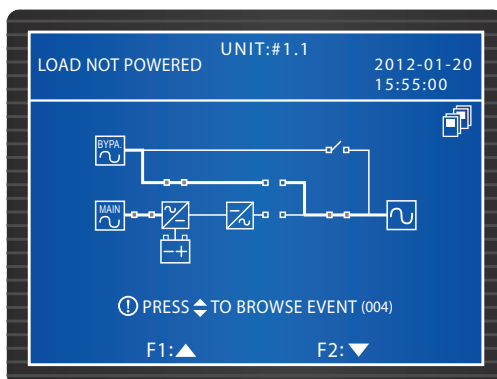 UNIT:#1.1
LOAD NOT POWERED
2012-01-20
15:55:00
BYPA.
MAIN
PRESS TO BROWSE EVENT (004)
F1:
F2: